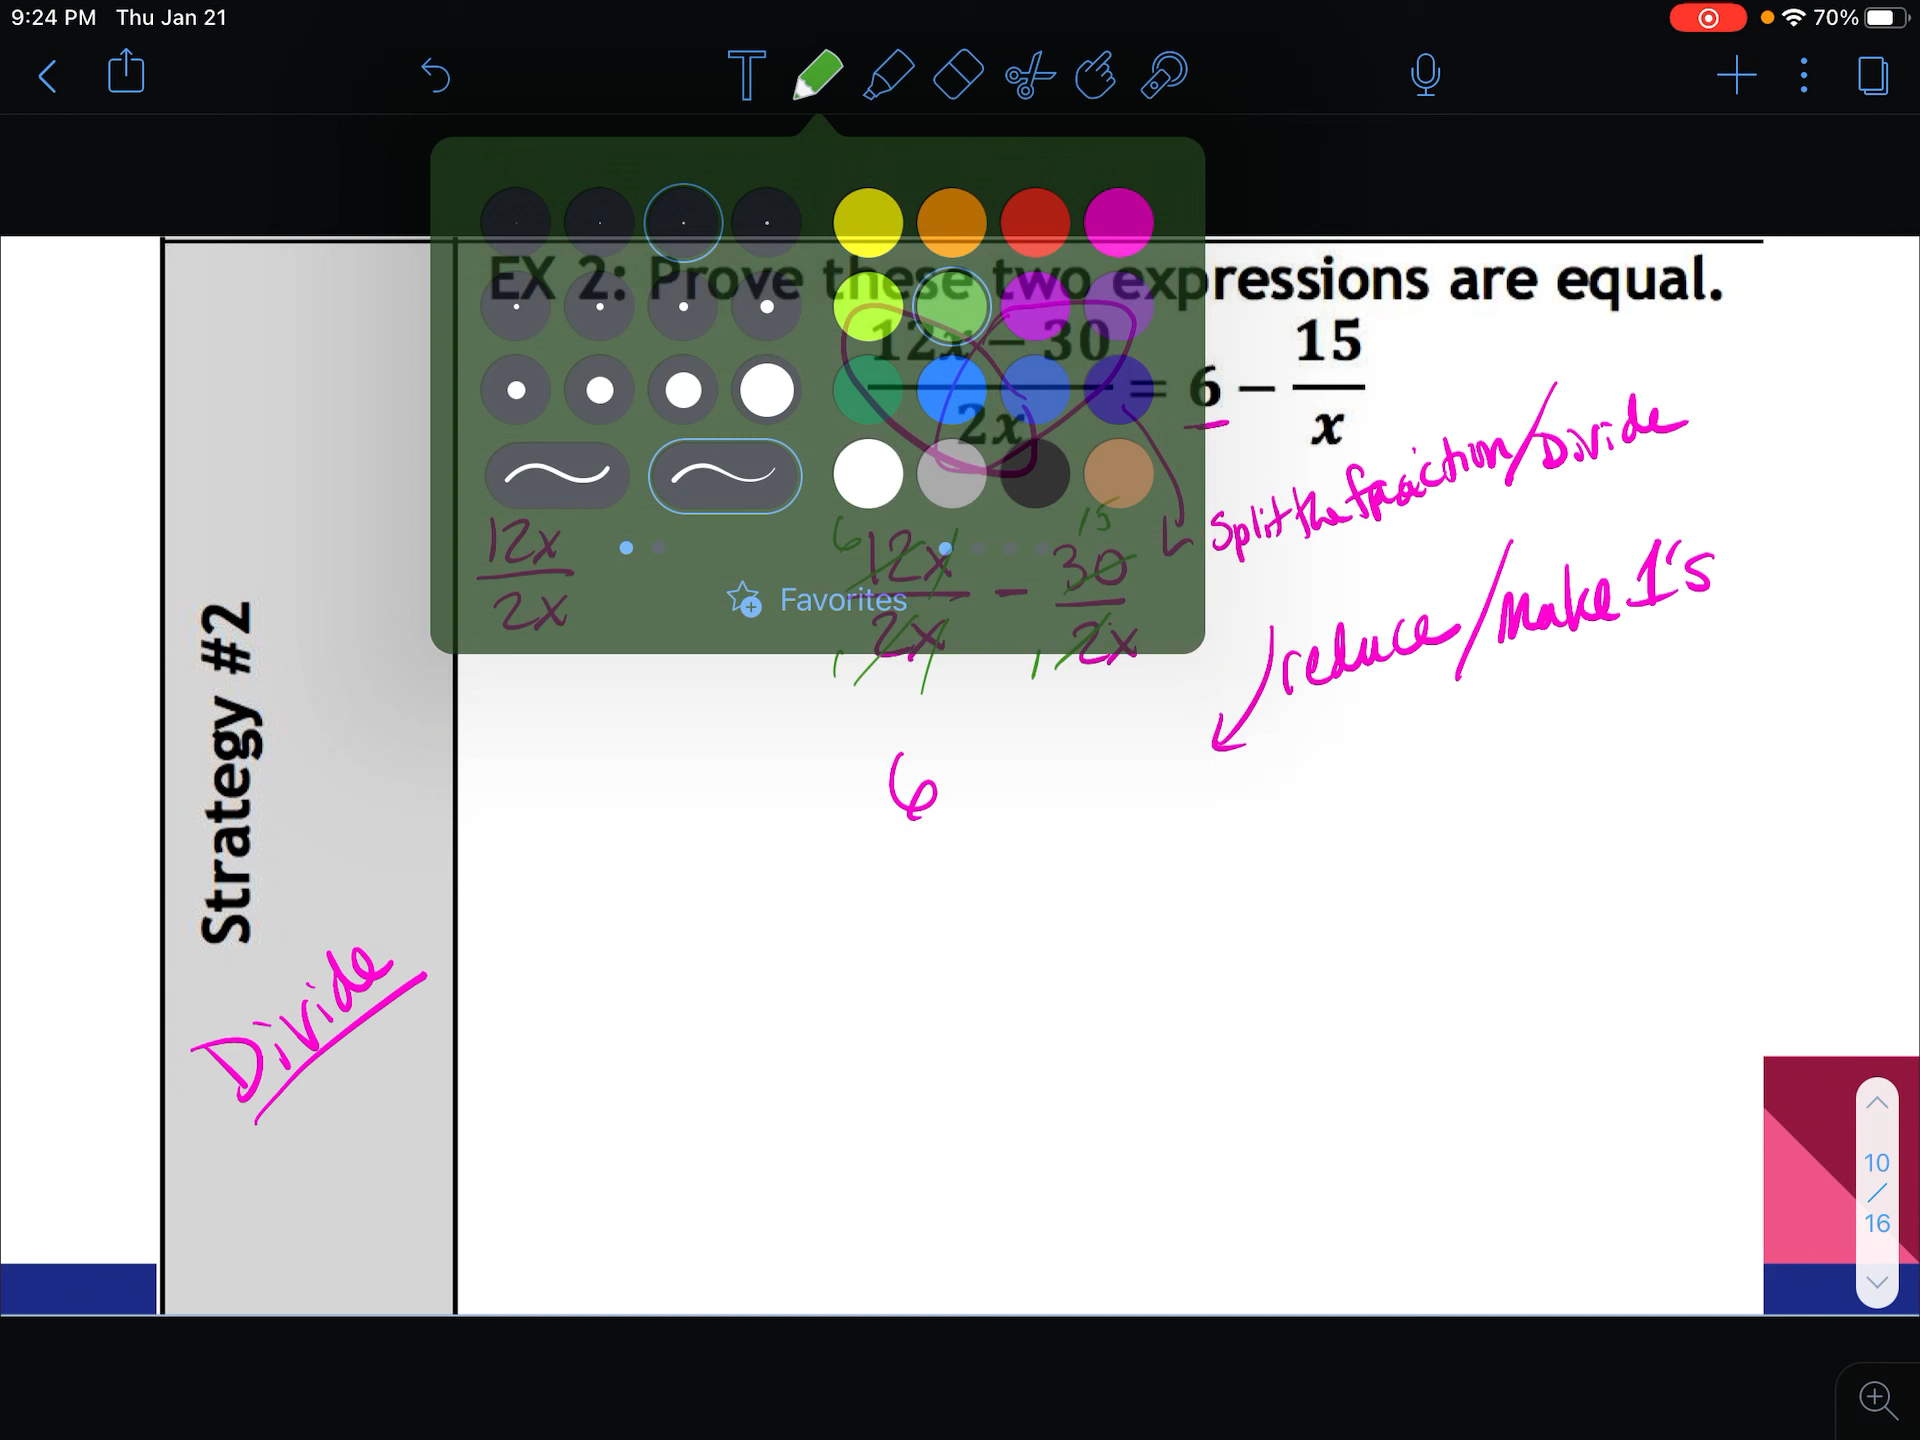 9:24 PM Thu Jan 21
70%
T
EX 2: Prove these two expressions are equal.
12x − 30
2x
= 6 −
15
x
Split the fraction/Divide
12x
2x
6
12x
2x
1
−
15
30
2x
1
Favorites
reduce/Make 1's
6
Strategy #2
Divide
10
/
16